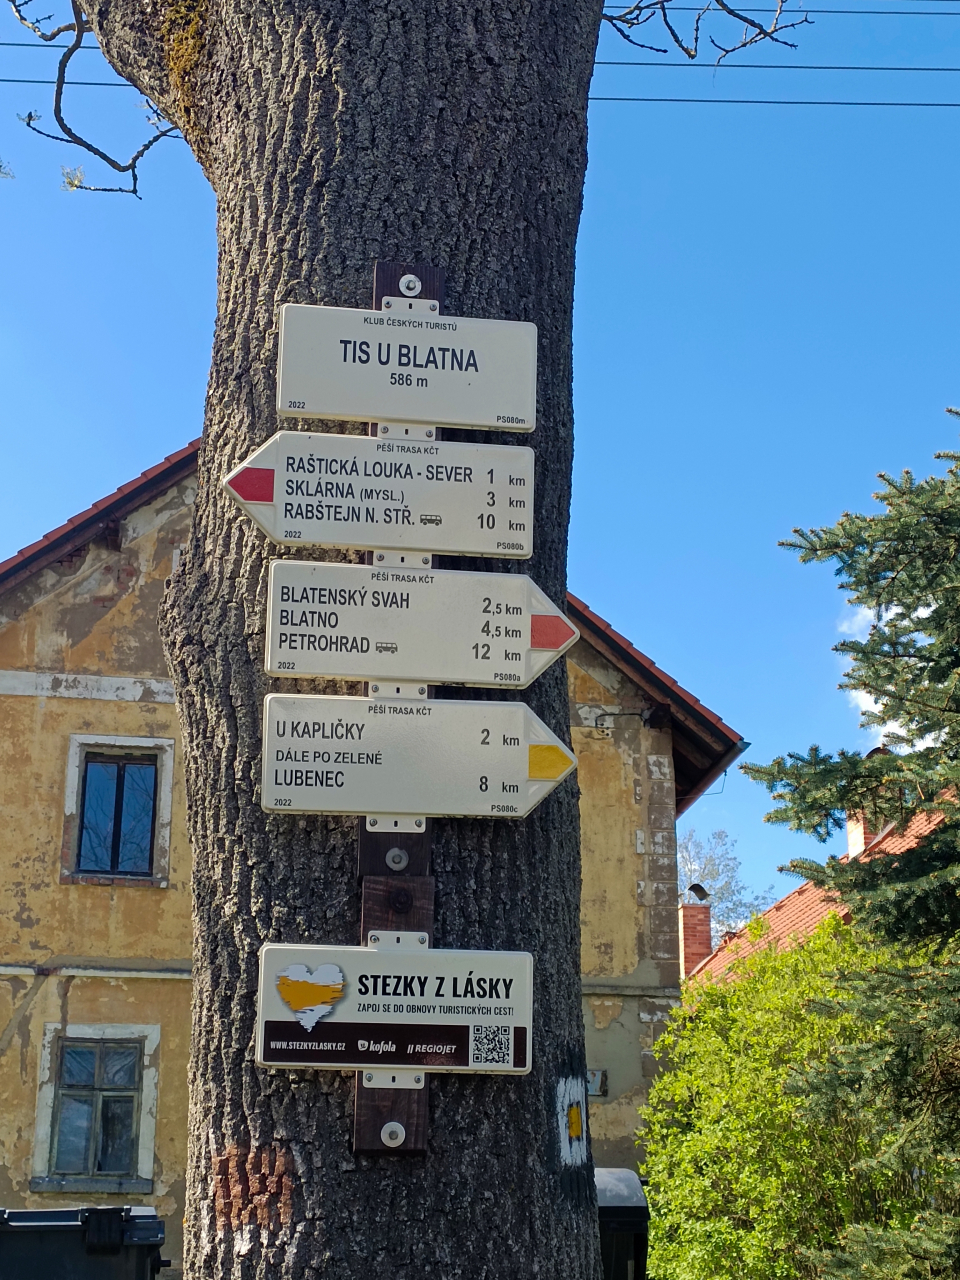 KLUB ČESKÝCH TURISTŮ
TIS U BLATNA
586 m
2022 PS080m
PĚŠÍ TRASA KČT
RAŠTICKÁ LOUKA - SEVER 1 km
SKLÁRNA (MYSL.) 3 km
RABŠTEJN N. STŘ. 10 km
2022 PS080b
PĚŠÍ TRASA KČT
BLATENSKÝ SVAH 2,5 km
BLATNO 4,5 km
PETROHRAD 12 km
2022 PS080a
PĚŠÍ TRASA KČT
U KAPLIČKY 2 km
DÁLE PO ZELENÉ
LUBENEC 8 km
2022 PS080c
STEZKY Z LÁSKY
ZAPOJ SE DO OBNOVY TURISTICKÝCH CEST!
WWW.STEZKYZLASKY.CZ kofola REGIOJET